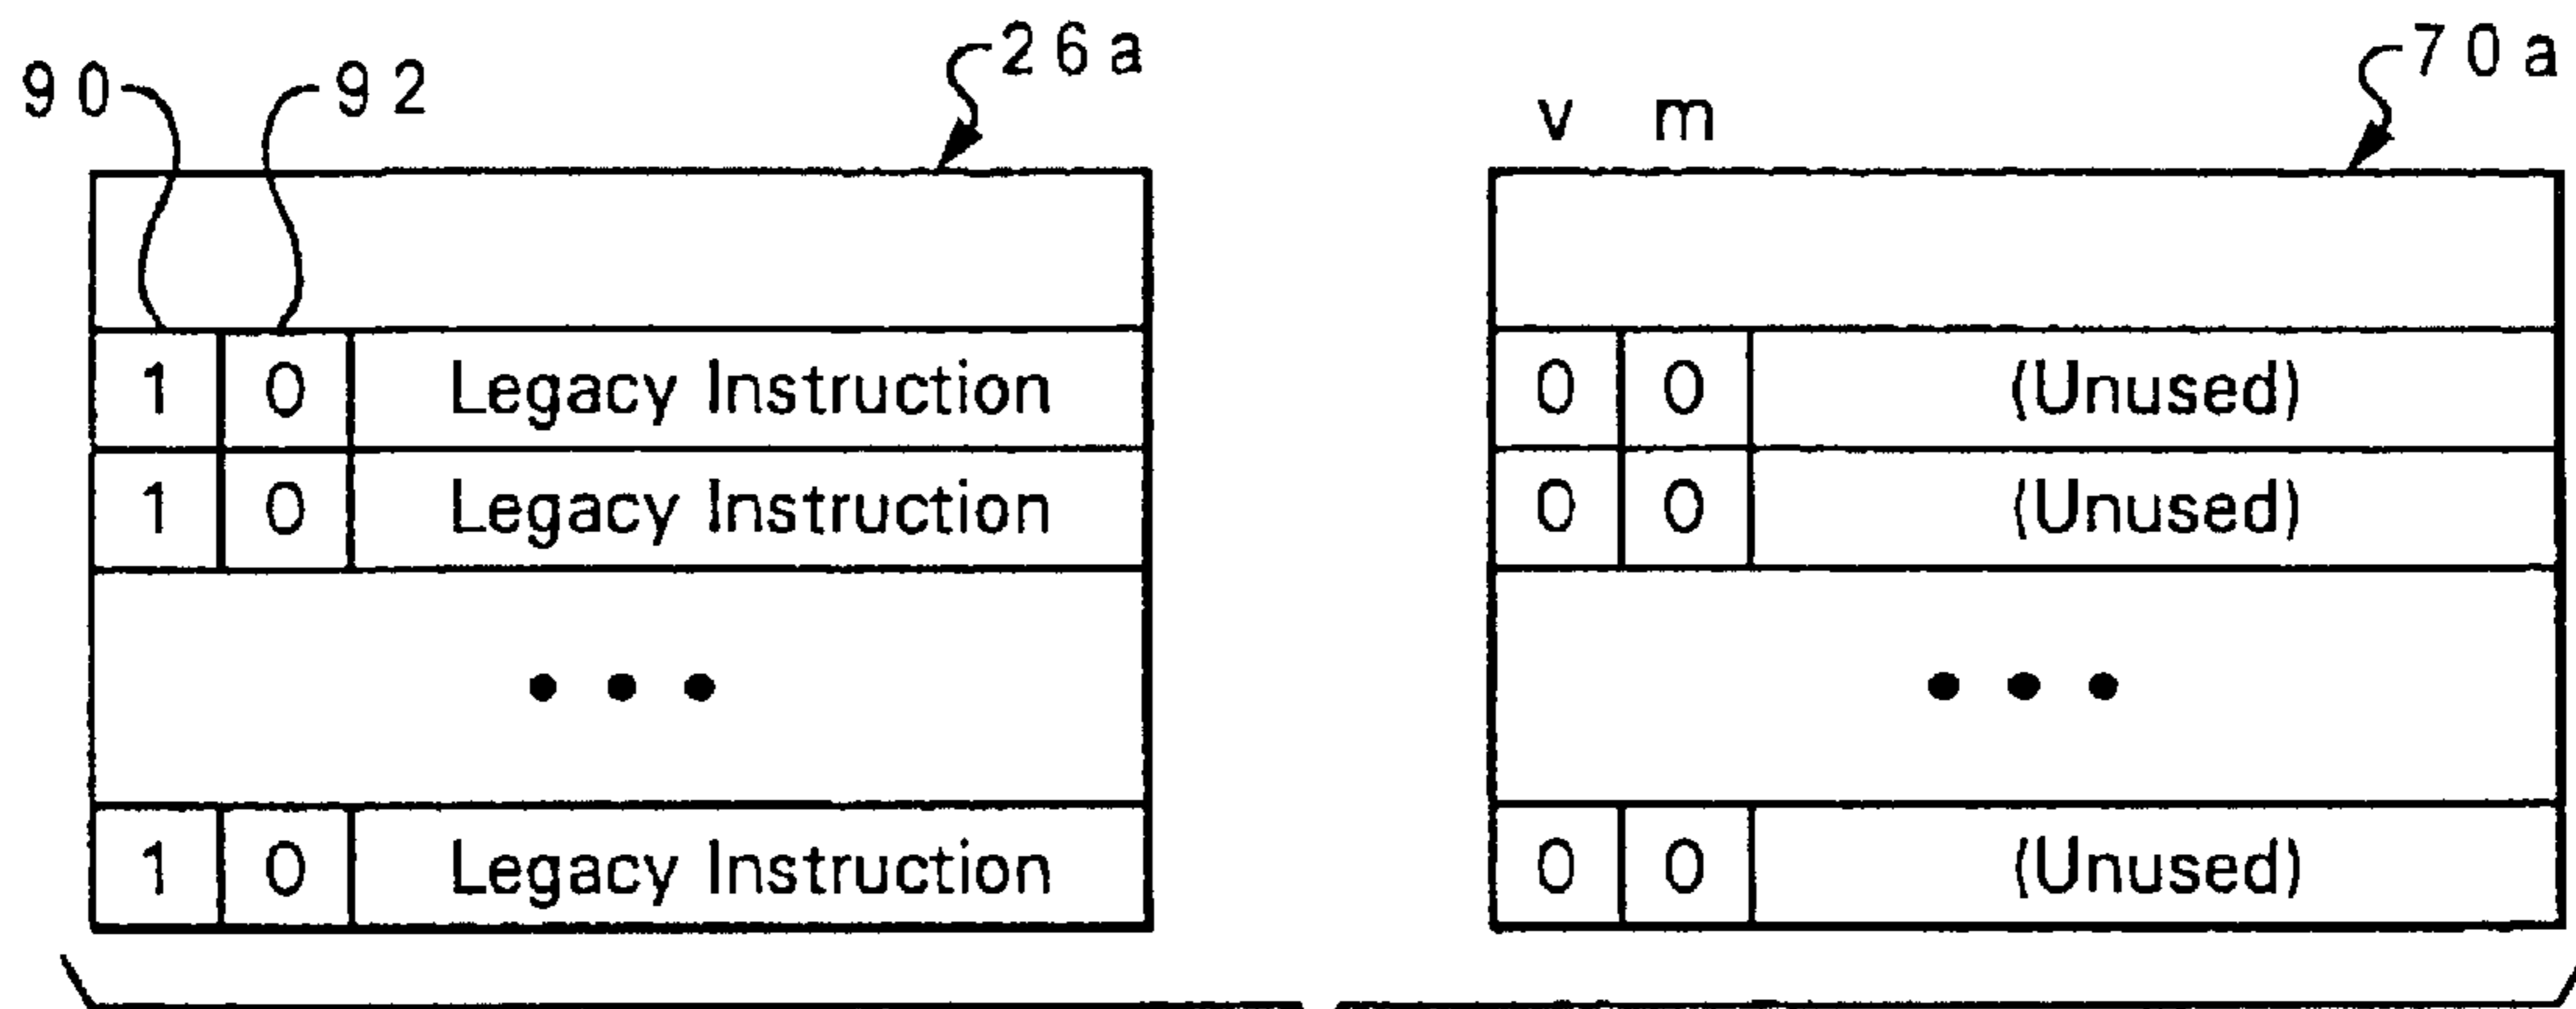 90 92 26a 70a
v m
1 0 Legacy Instruction 0 0 (Unused)
1 0 Legacy Instruction 0 0 (Unused)
• • • • • •
1 0 Legacy Instruction 0 0 (Unused)